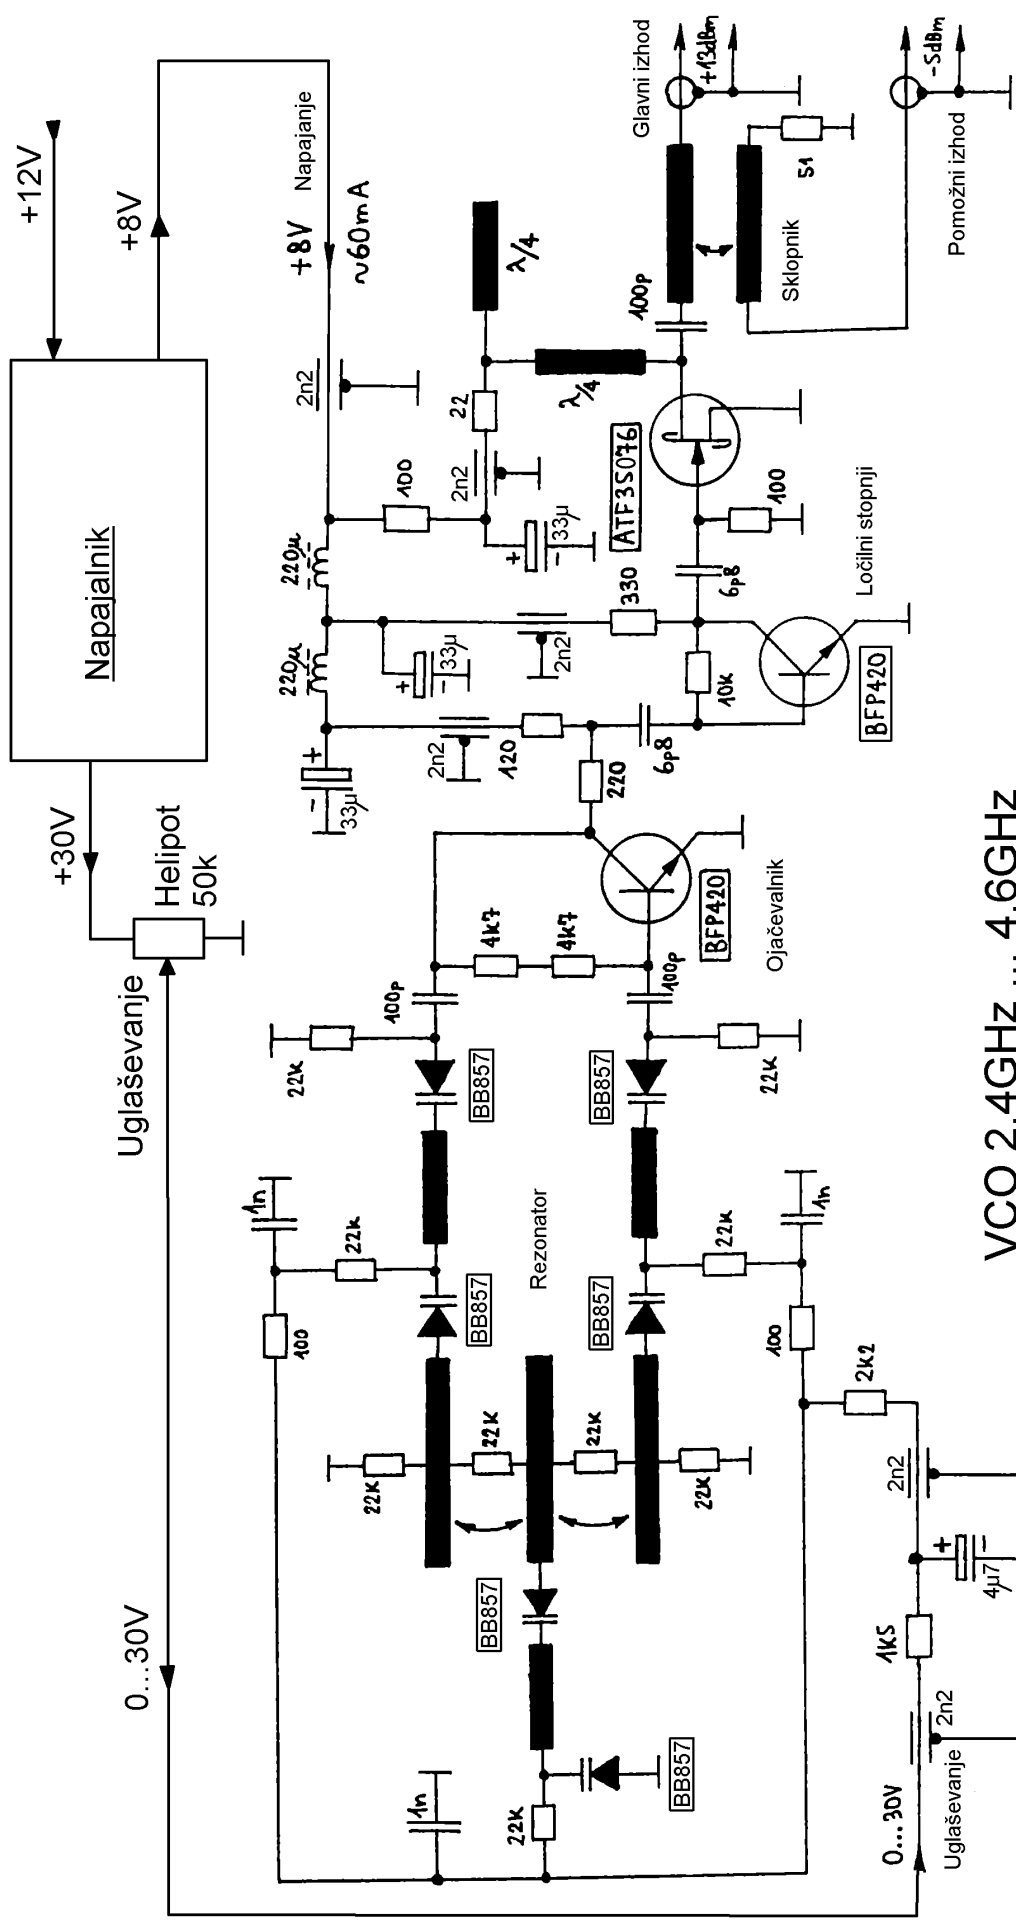 +12V
Napajalnik
+30V
+8V
0...30V
Uglaševanje
Helipot
50k
1n
22K
220µ
220µ
+8V
Napajanje
100
22K
22K
100p
33µ
+
-
2n2
~60mA
1n
22K
BB857
BB857
4k7
2n2
+
-
33µ
100
22
2n2
λ/4
BB857
22K
Rezonator
4k7
120
220
2n2
+
-
33µ
λ/4
22K
BB857
22K
BB857
BB857
100p
BFP420
6p8
330
ATF35076
100p
Glavni izhod
+13dBm
22K
100
22K
22K
Ojačevalnik
10k
6p8
100
Sklopnik
51
1n
BFP420
Ločilni stopnji
0...30V
1K5
2n2
2k2
Uglaševanje
2n2
+
-
4µ7
Pomožni izhod
-5dBm
VCO 2.4GHz ... 4.6GHz